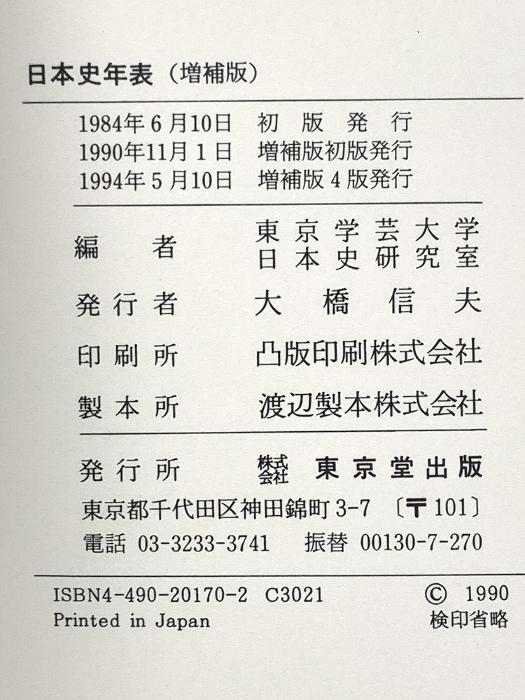 日本史年表（増補版）
1984年6月10日 初版発行
1990年11月1日 増補版初版発行
1994年5月10日 増補版4版発行
編者 東京学芸大学
日本史研究室
発行者 大橋信夫
印刷所 凸版印刷株式会社
製本所 渡辺製本株式会社
発行所 株式会社 東京堂出版
東京都千代田区神田錦町3-7 〔〒101〕
電話 03-3233-3741 振替 00130-7-270
ISBN4-490-20170-2 C3021 © 1990
Printed in Japan 検印省略